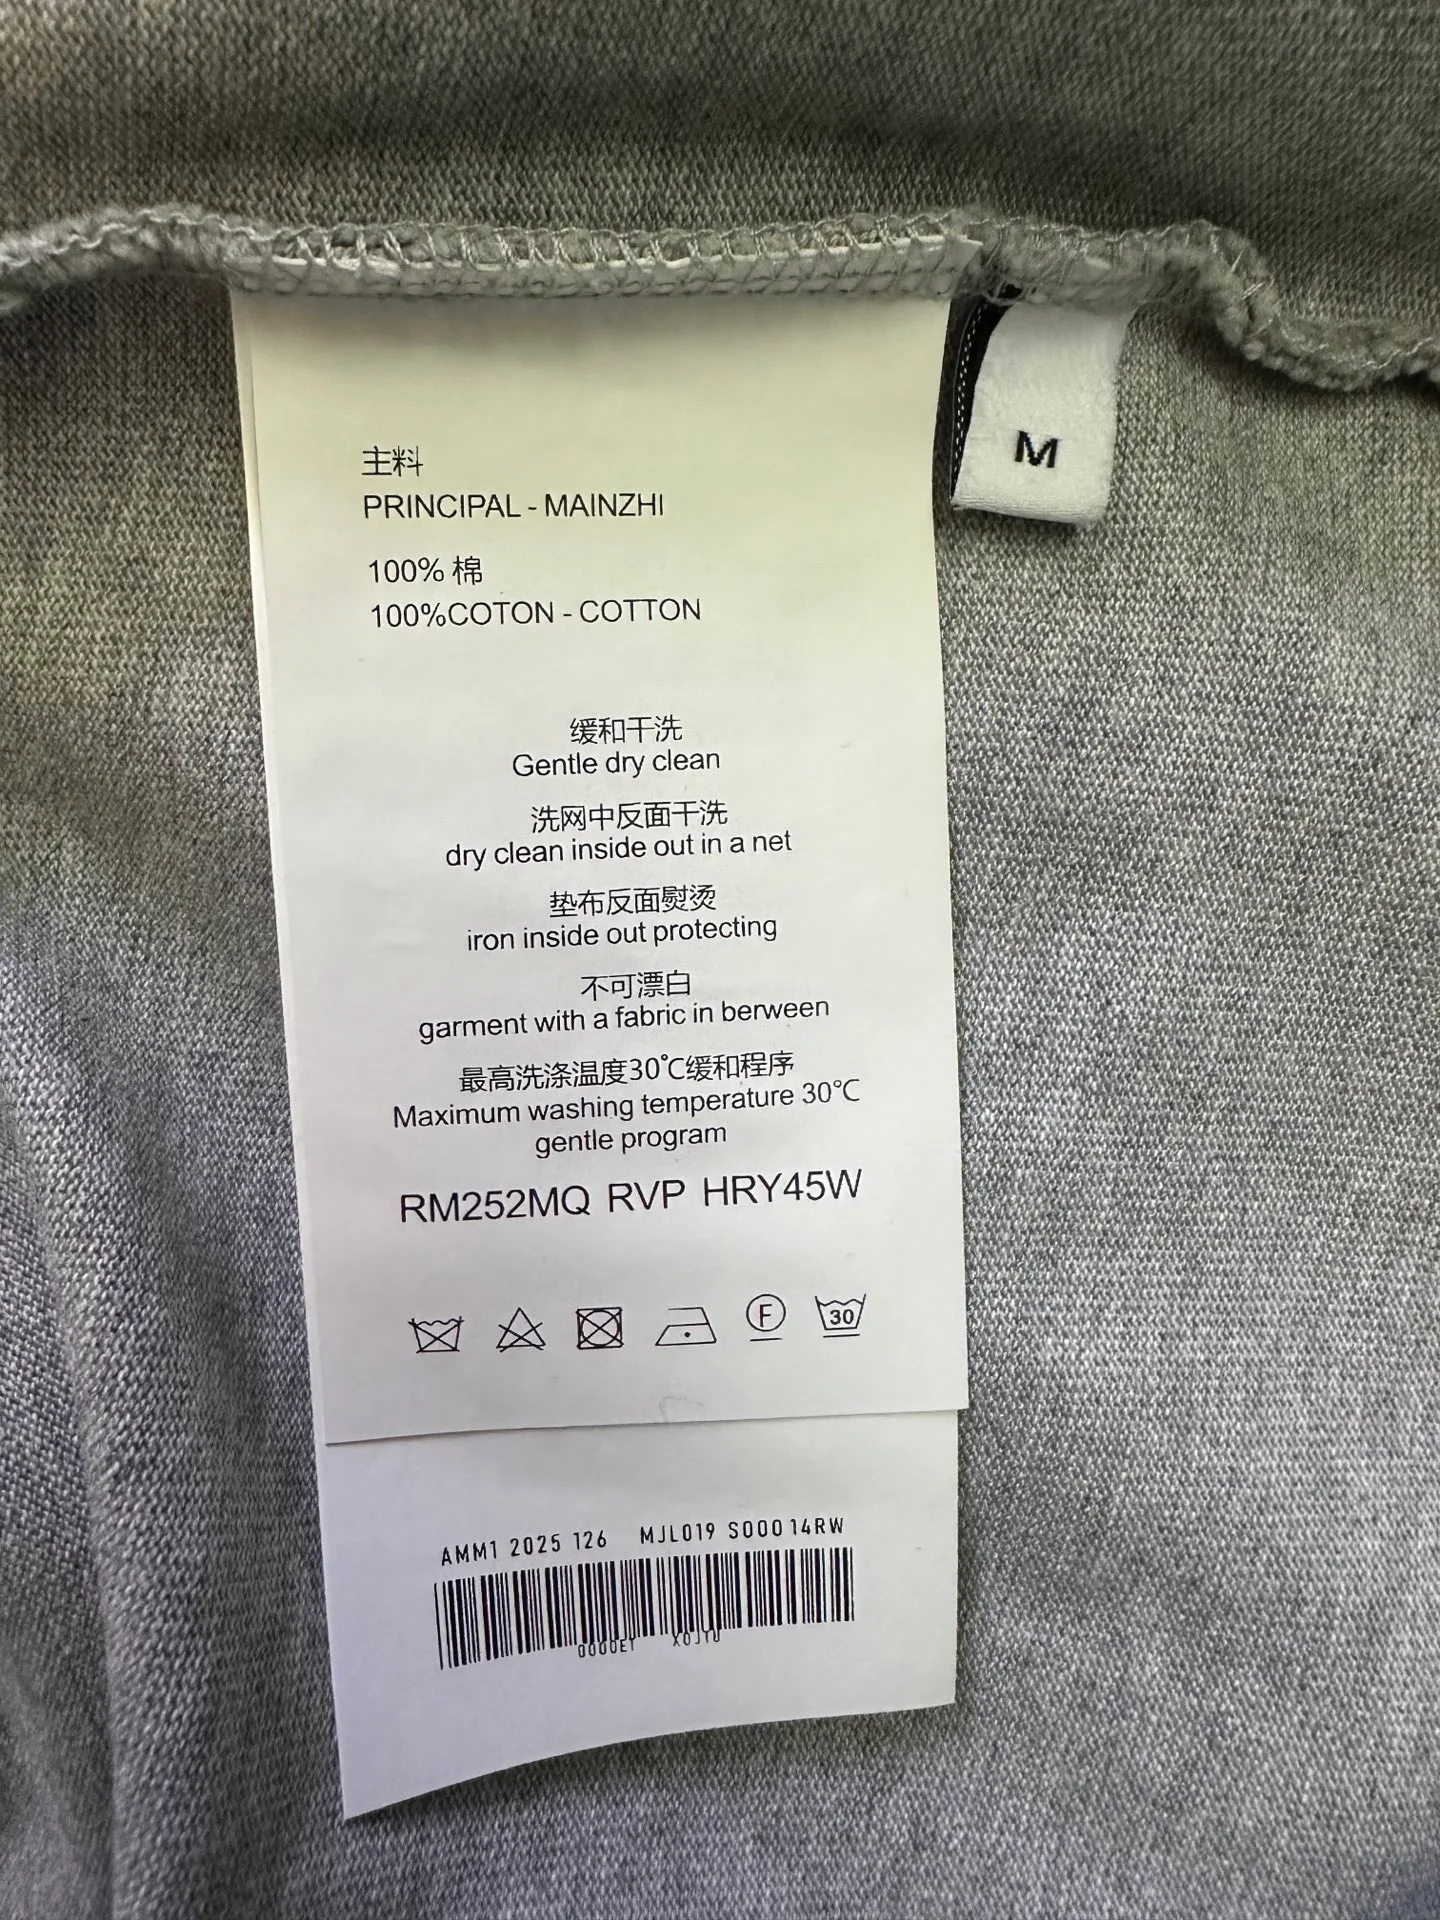 主料
PRINCIPAL - MAINZHI
100% 棉
100%COTON - COTTON
缓和干洗
Gentle dry clean
洗网中反面干洗
dry clean inside out in a net
垫布反面熨烫
iron inside out protecting
不可漂白
garment with a fabric in berween
最高洗涤温度30℃缓和程序
Maximum washing temperature 30℃
gentle program
RM252MQ RVP HRY45W
F
30
M
AMM1 2025 126 MJL019 S00014RW